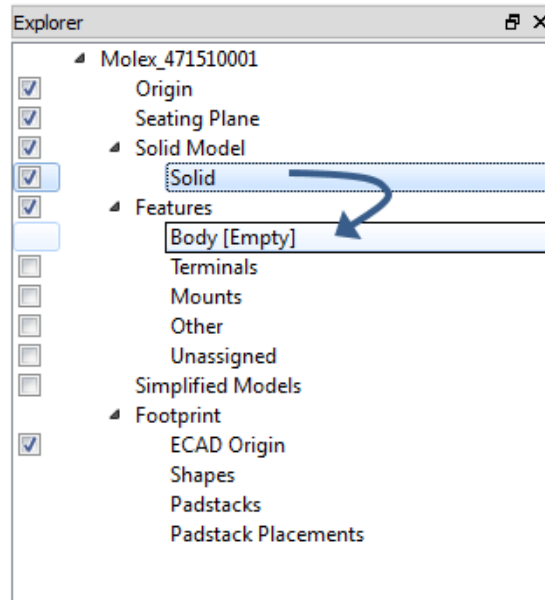 Explorer
Molex_471510001
Origin
Seating Plane
Solid Model
Solid
Features
Body [Empty]
Terminals
Mounts
Other
Unassigned
Simplified Models
Footprint
ECAD Origin
Shapes
Padstacks
Padstack Placements